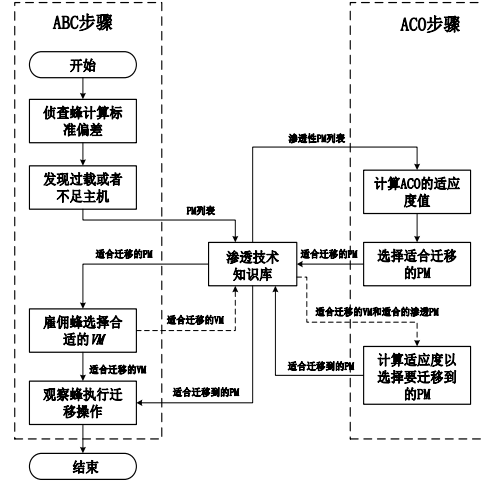 ABC步骤
ACO步骤
开始
侦查蜂计算标
准偏差
渗透性PM列表
发现过载或者
不足主机
计算ACO的适应
度值
PM列表
适合迁移的PM
渗透技术
知识库
适合迁移的PM
选择适合迁移
的PM
雇佣蜂选择合
适的VM
适合迁移的VM
适合迁移的VM和适合的渗透PM
适合迁移的VM
计算适应度以
选择要迁移到
的PM
适合迁移到的PM
观察蜂执行迁
移操作
适合迁移到的PM
结束